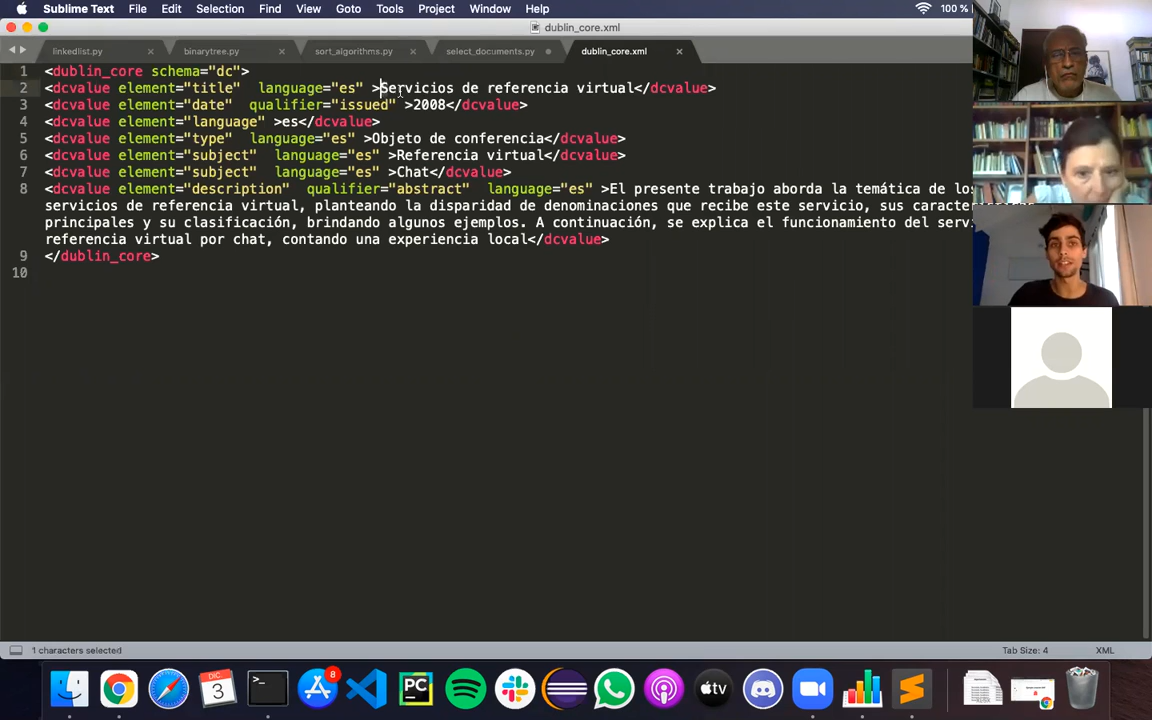 Sublime Text File Edit Selection Find View Goto Tools Project Window Help 100 %
dublin_core.xml
linkedlist.py binarytree.py sort_algorithms.py select_documents.py dublin_core.xml
1 <dublin_core schema="dc">
2 <dcvalue element="title" language="es" >Servicios de referencia virtual</dcvalue>
3 <dcvalue element="date" qualifier="issued" >2008</dcvalue>
4 <dcvalue element="language" >es</dcvalue>
5 <dcvalue element="type" language="es" >Objeto de conferencia</dcvalue>
6 <dcvalue element="subject" language="es" >Referencia virtual</dcvalue>
7 <dcvalue element="subject" language="es" >Chat</dcvalue>
8 <dcvalue element="description" qualifier="abstract" language="es" >El presente trabajo aborda la temática de los
servicios de referencia virtual, planteando la disparidad de denominaciones que recibe este servicio, sus
principales y su clasificación, brindando algunos ejemplos. A continuación, se explica el funcionamiento del
referencia virtual por chat, contando una experiencia local</dcvalue>
9 </dublin_core>
10
1 characters selected Tab Size: 4 XML
DIC
3
>_
8
PC
tv